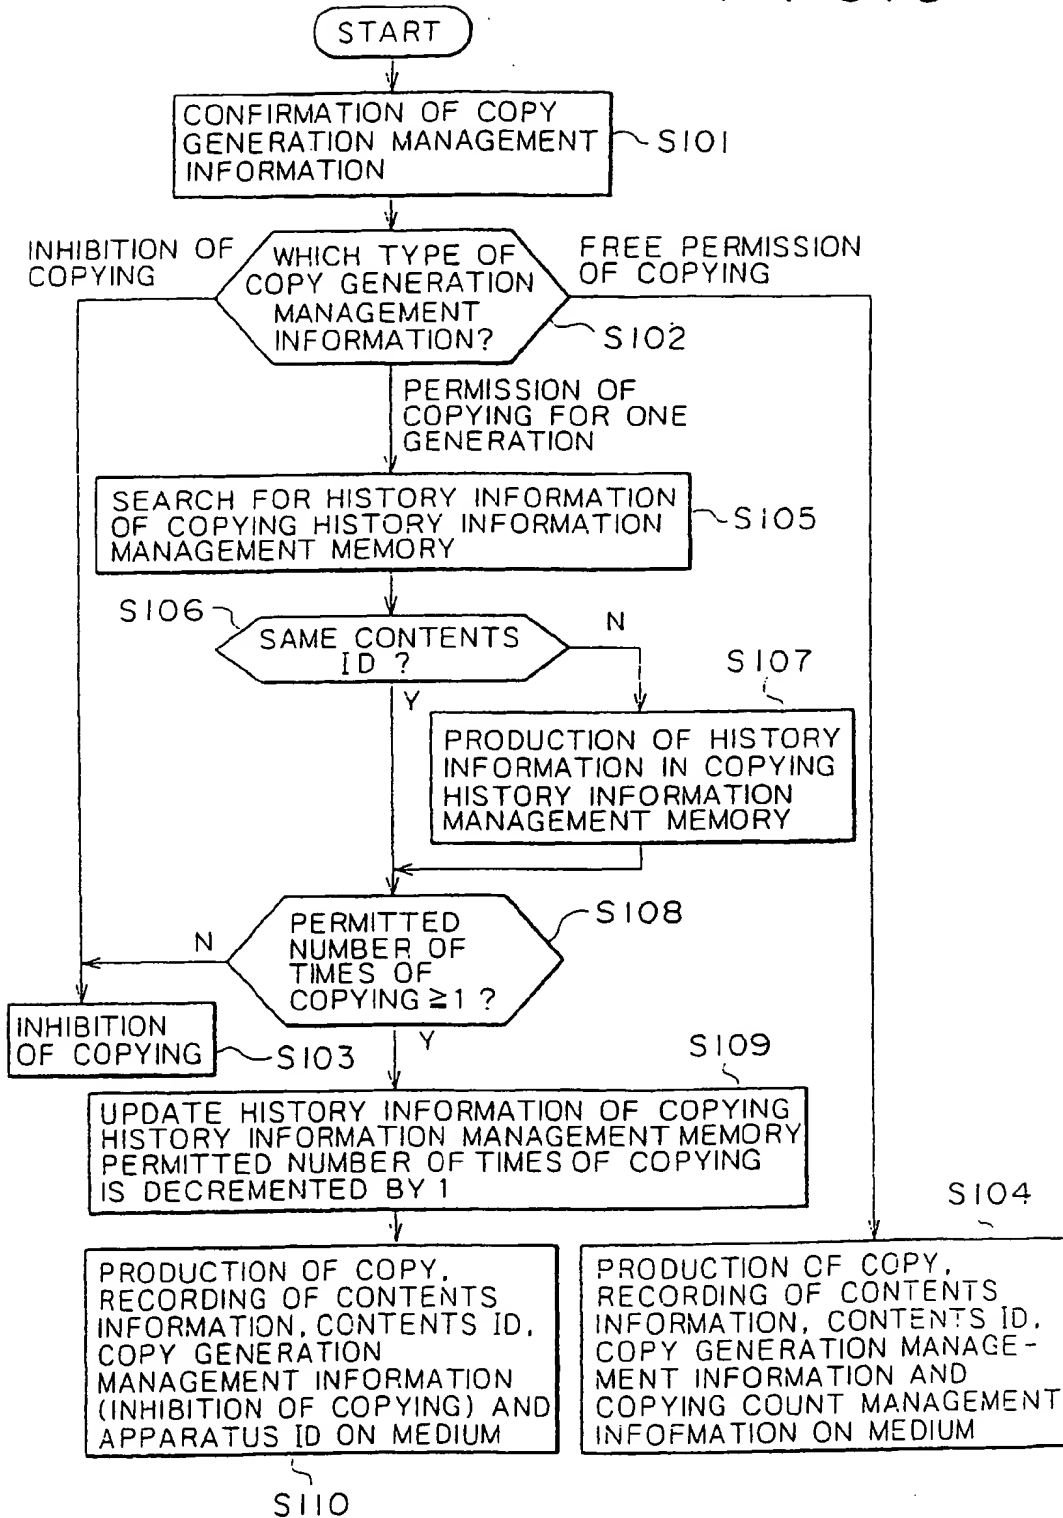 START
CONFIRMATION OF COPY
GENERATION MANAGEMENT
INFORMATION
S101
INHIBITION OF
COPYING
WHICH TYPE OF
COPY GENERATION
MANAGEMENT
INFORMATION?
FREE PERMISSION
OF COPYING
S102
PERMISSION OF
COPYING FOR ONE
GENERATION
SEARCH FOR HISTORY INFORMATION
OF COPYING HISTORY INFORMATION
MANAGEMENT MEMORY
S105
S106
SAME CONTENTS
ID ?
N
Y
S107
PRODUCTION OF HISTORY
INFORMATION IN COPYING
HISTORY INFORMATION
MANAGEMENT MEMORY
PERMITTED
NUMBER OF
TIMES OF
COPYING ≧ 1 ?
S108
N
Y
INHIBITION
OF COPYING
S103
S109
UPDATE HISTORY INFORMATION OF COPYING
HISTORY INFORMATION MANAGEMENT MEMORY
PERMITTED NUMBER OF TIMES OF COPYING
IS DECREMENTED BY 1
S104
PRODUCTION OF COPY,
RECORDING OF CONTENTS
INFORMATION, CONTENTS ID,
COPY GENERATION
MANAGEMENT INFORMATION
(INHIBITION OF COPYING) AND
APPARATUS ID ON MEDIUM
S110
PRODUCTION OF COPY,
RECORDING OF CONTENTS
INFORMATION, CONTENTS ID,
COPY GENERATION MANAGE-
MENT INFORMATION AND
COPYING COUNT MANAGEMENT
INFOFMATION ON MEDIUM